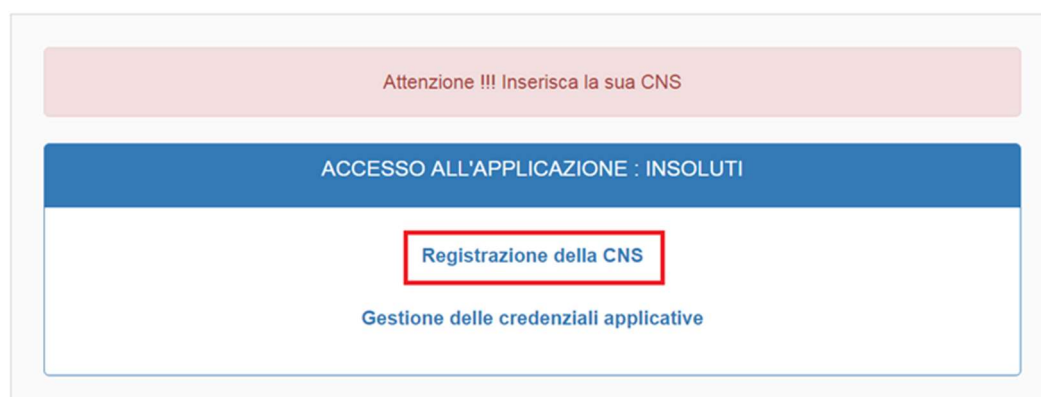 Attenzione !!! Inserisca la sua CNS
ACCESSO ALL'APPLICAZIONE : INSOLUTI
Registrazione della CNS
Gestione delle credenziali applicative